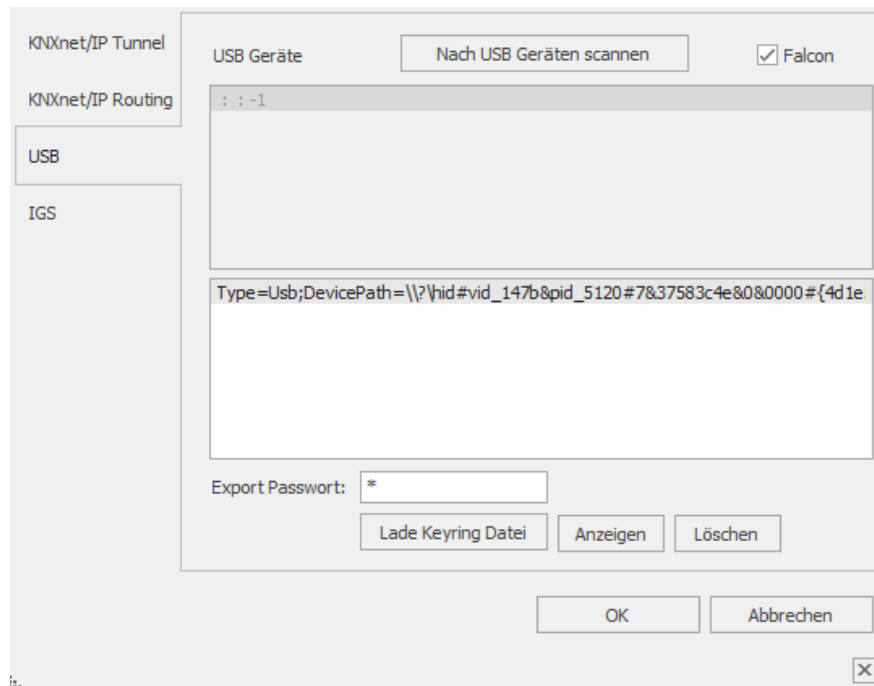 KNXnet/IP Tunnel
KNXnet/IP Routing
USB
IGS
USB Geräte
Nach USB Geräten scannen
Falcon
: : -1
Type=Usb;DevicePath=\\?\hid#vid_147b&pid_5120#7&37583c4e&0&0000#{4d1e
Export Passwort:
*
Lade Keyring Datei
Anzeigen
Löschen
OK
Abbrechen